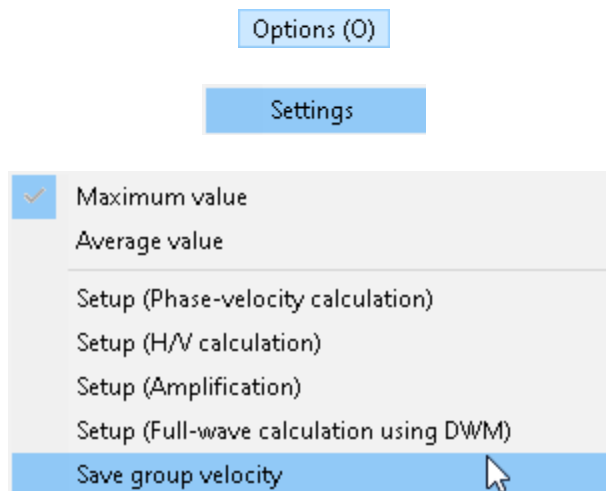 Options (O)
Settings
Maximum value
Average value
Setup (Phase-velocity calculation)
Setup (H/V calculation)
Setup (Amplification)
Setup (Full-wave calculation using DWM)
Save group velocity